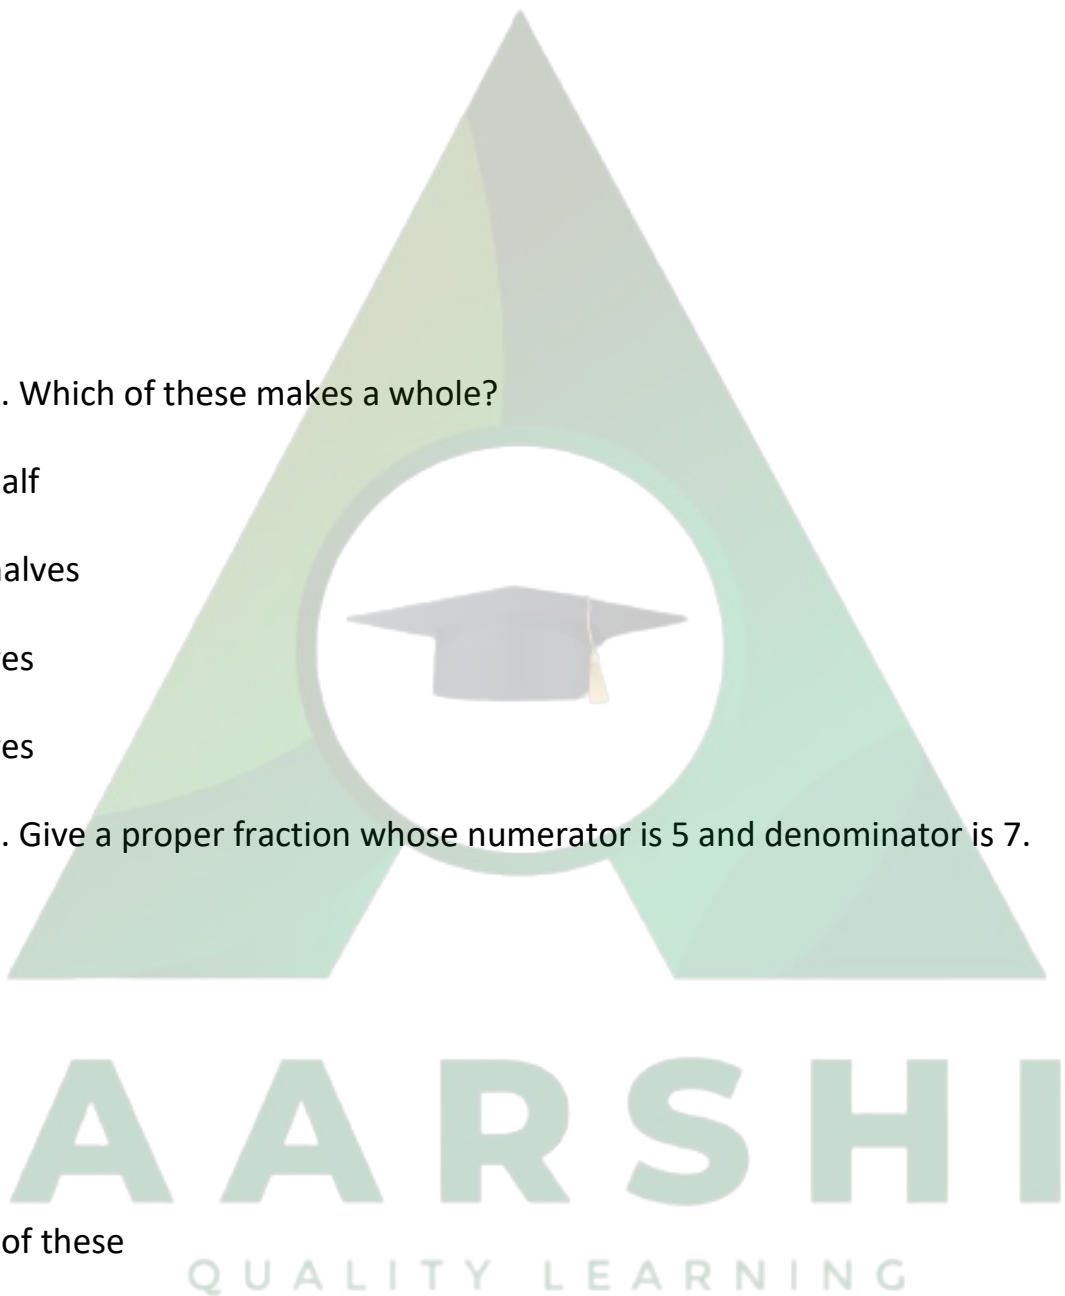 . Which of these makes a whole?
alf
alves
es
es
. Give a proper fraction whose numerator is 5 and denominator is 7.
AARSHI
of these
QUALITY LEARNING